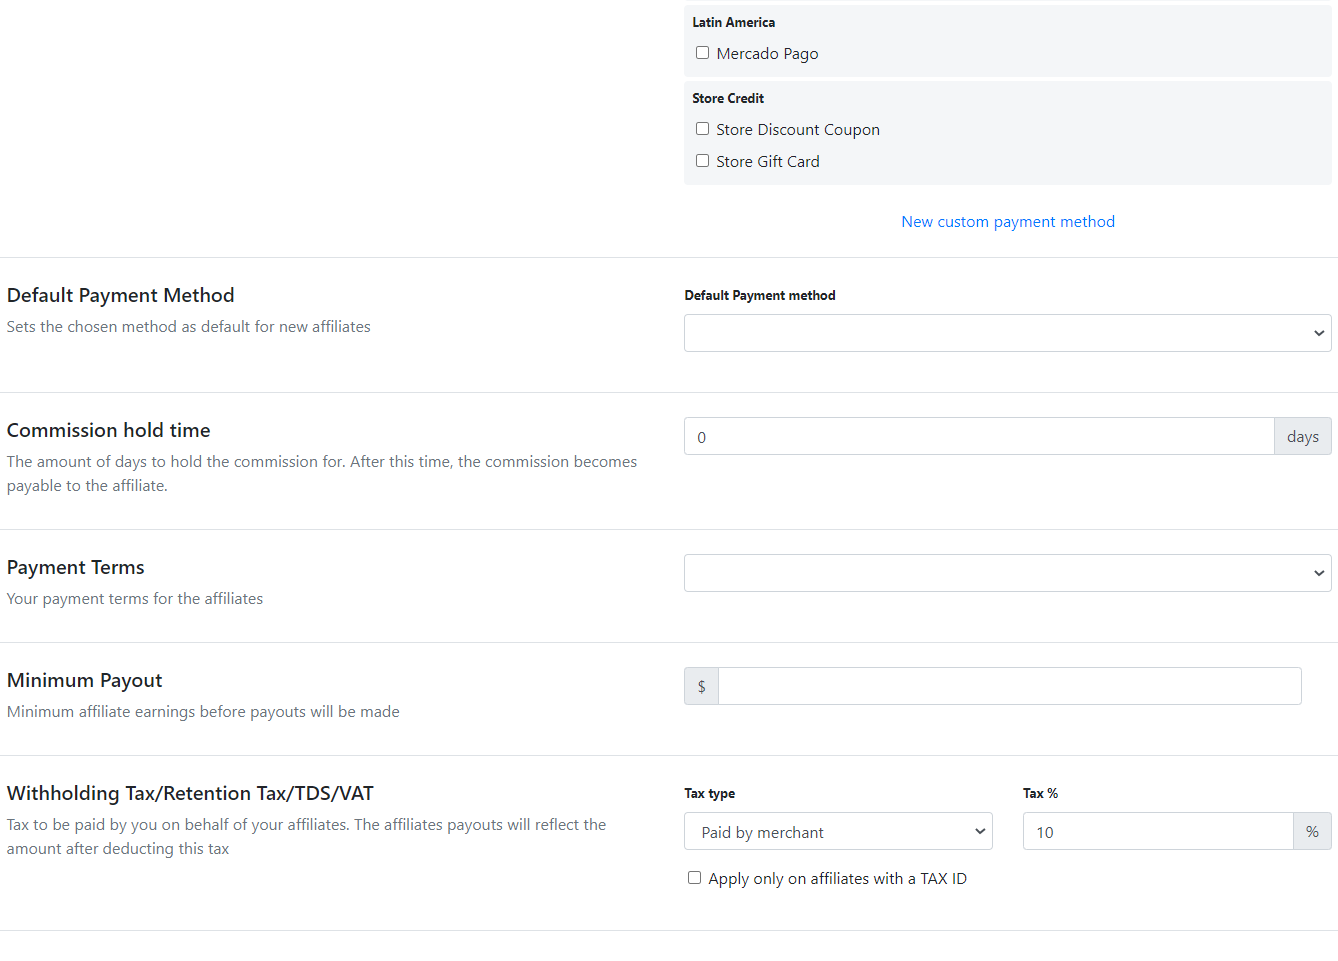 Latin America
Mercado Pago
Store Credit
Store Discount Coupon
Store Gift Card
New custom payment method
Default Payment Method
Sets the chosen method as default for new affiliates
Default Payment method
Commission hold time
The amount of days to hold the commission for. After this time, the commission becomes
payable to the affiliate.
0
days
Payment Terms
Your payment terms for the affiliates
Minimum Payout
Minimum affiliate earnings before payouts will be made
$
Withholding Tax/Retention Tax/TDS/VAT
Tax to be paid by you on behalf of your affiliates. The affiliates payouts will reflect the
amount after deducting this tax
Tax type
Paid by merchant
Tax %
10
%
Apply only on affiliates with a TAX ID